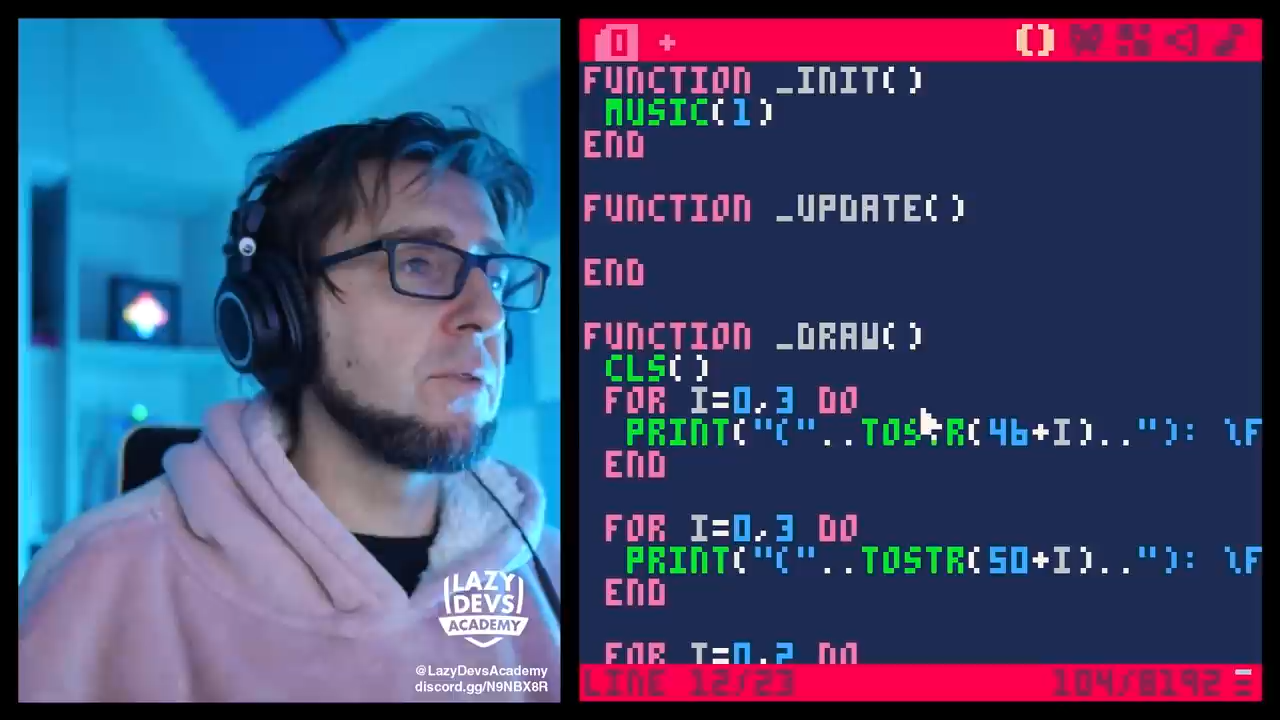 LAZY
DEVS
ACADEMY
@LazyDevsAcademy
discord.gg/N9NBX8R
0 +
FUNCTION _INIT()
MUSIC(1)
END
FUNCTION _UPDATE()
END
FUNCTION _DRAW()
CLS()
FOR I=0,3 DO
PRINT("("..TOSTR(46+I).."): \F
END
FOR I=0,3 DO
PRINT("("..TOSTR(50+I).."): \F
END
FOR I=0,2 DO
LINE 12/23
104/8192